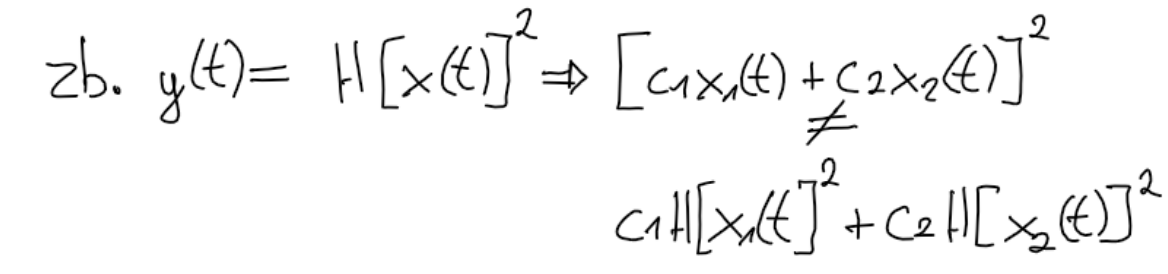 zb. y(t)= H[x(t)]² ⇒ [c1x1(t) + c2x2(t)]²
≠
c1H[x1(t]² + c2H[x2(t)]²